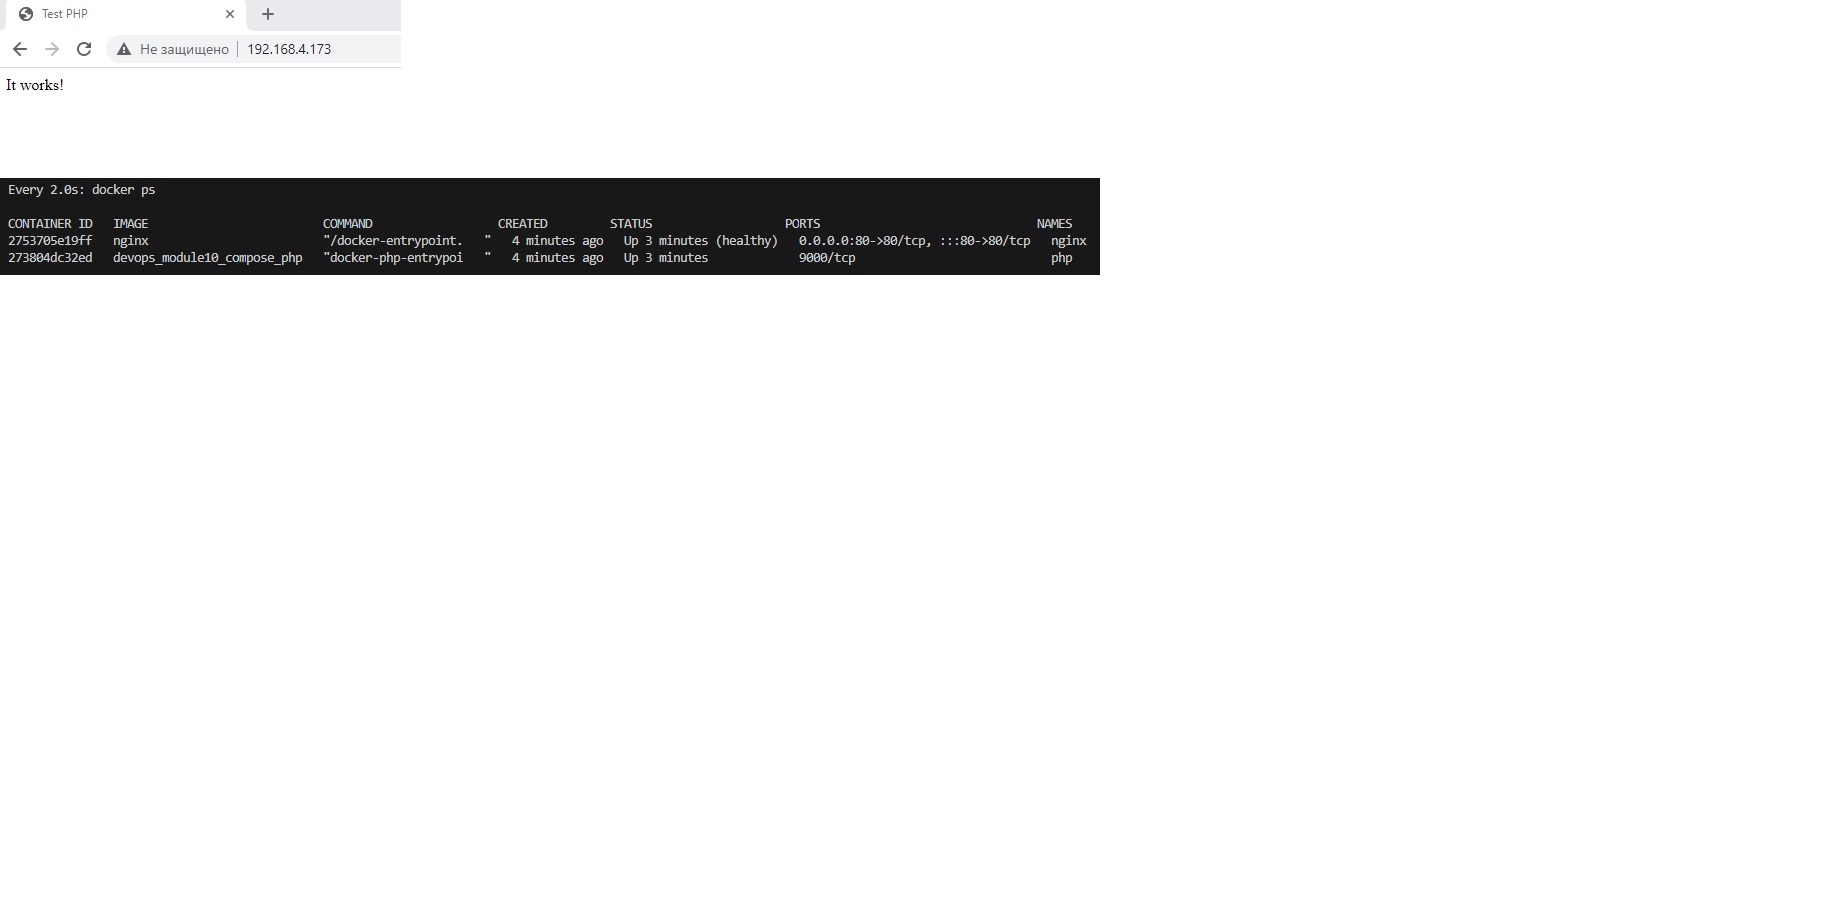 Test PHP
Не защищено 192.168.4.173
It works!
Every 2.0s: docker ps
CONTAINER ID IMAGE COMMAND CREATED STATUS PORTS NAMES
2753705e19ff nginx "/docker-entrypoint. " 4 minutes ago Up 3 minutes (healthy) 0.0.0.0:80->80/tcp, :::80->80/tcp nginx
273804dc32ed devops_module10_compose_php "docker-php-entrypoi " 4 minutes ago Up 3 minutes 9000/tcp php